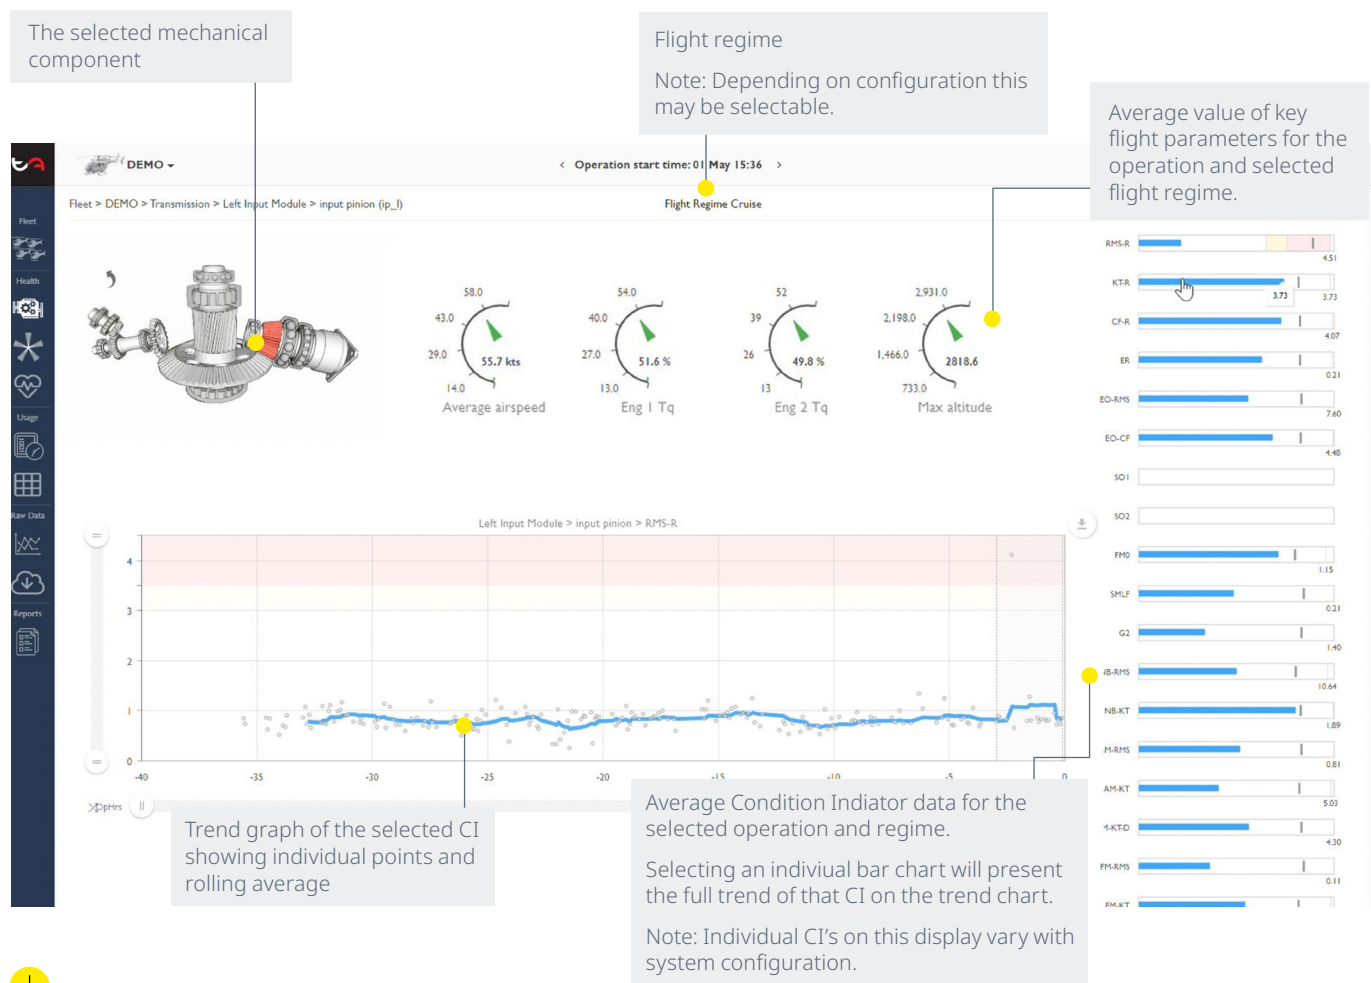 The selected mechanical
component
Flight regime
Note: Depending on configuration this
may be selectable.
Average value of key
flight parameters for the
operation and selected
flight regime.
DEMO
< Operation start time: 01 May 15:36 >
Fleet > DEMO > Transmission > Left Input Module > input pinion (ip_l)
Flight Regime Cruise
Fleet
Health
Usage
Raw Data
Reports
58.0
43.0
29.0
14.0
55.7 kts
Average airspeed
54.0
40.0
27.0
13.0
51.6 %
Eng 1 Tq
52
39
26
13
49.8 %
Eng 2 Tq
2,931.0
2,198.0
1,466.0
733.0
2818.6
Max altitude
RMS-R
4.51
KT-R
3.73
3.73
CF-R
4.07
ER
0.21
EO-RMS
7.60
EO-CF
4.48
SO1
SO2
FM0
1.15
SMLF
0.21
G2
1.40
NB-RMS
10.64
NB-KT
1.89
.M-RMS
0.81
AM-KT
5.03
M-KT-D
4.30
FM-RMS
0.11
FM-KT
Left Input Module > input pinion > RMS-R
4
3
2
1
0
-40
-35
-30
-25
-20
-15
-10
-5
0
OpHrs
Trend graph of the selected CI
showing individual points and
rolling average
Average Condition Indiator data for the
selected operation and regime.
Selecting an indiviual bar chart will present
the full trend of that CI on the trend chart.
Note: Individual CI's on this display vary with
system configuration.